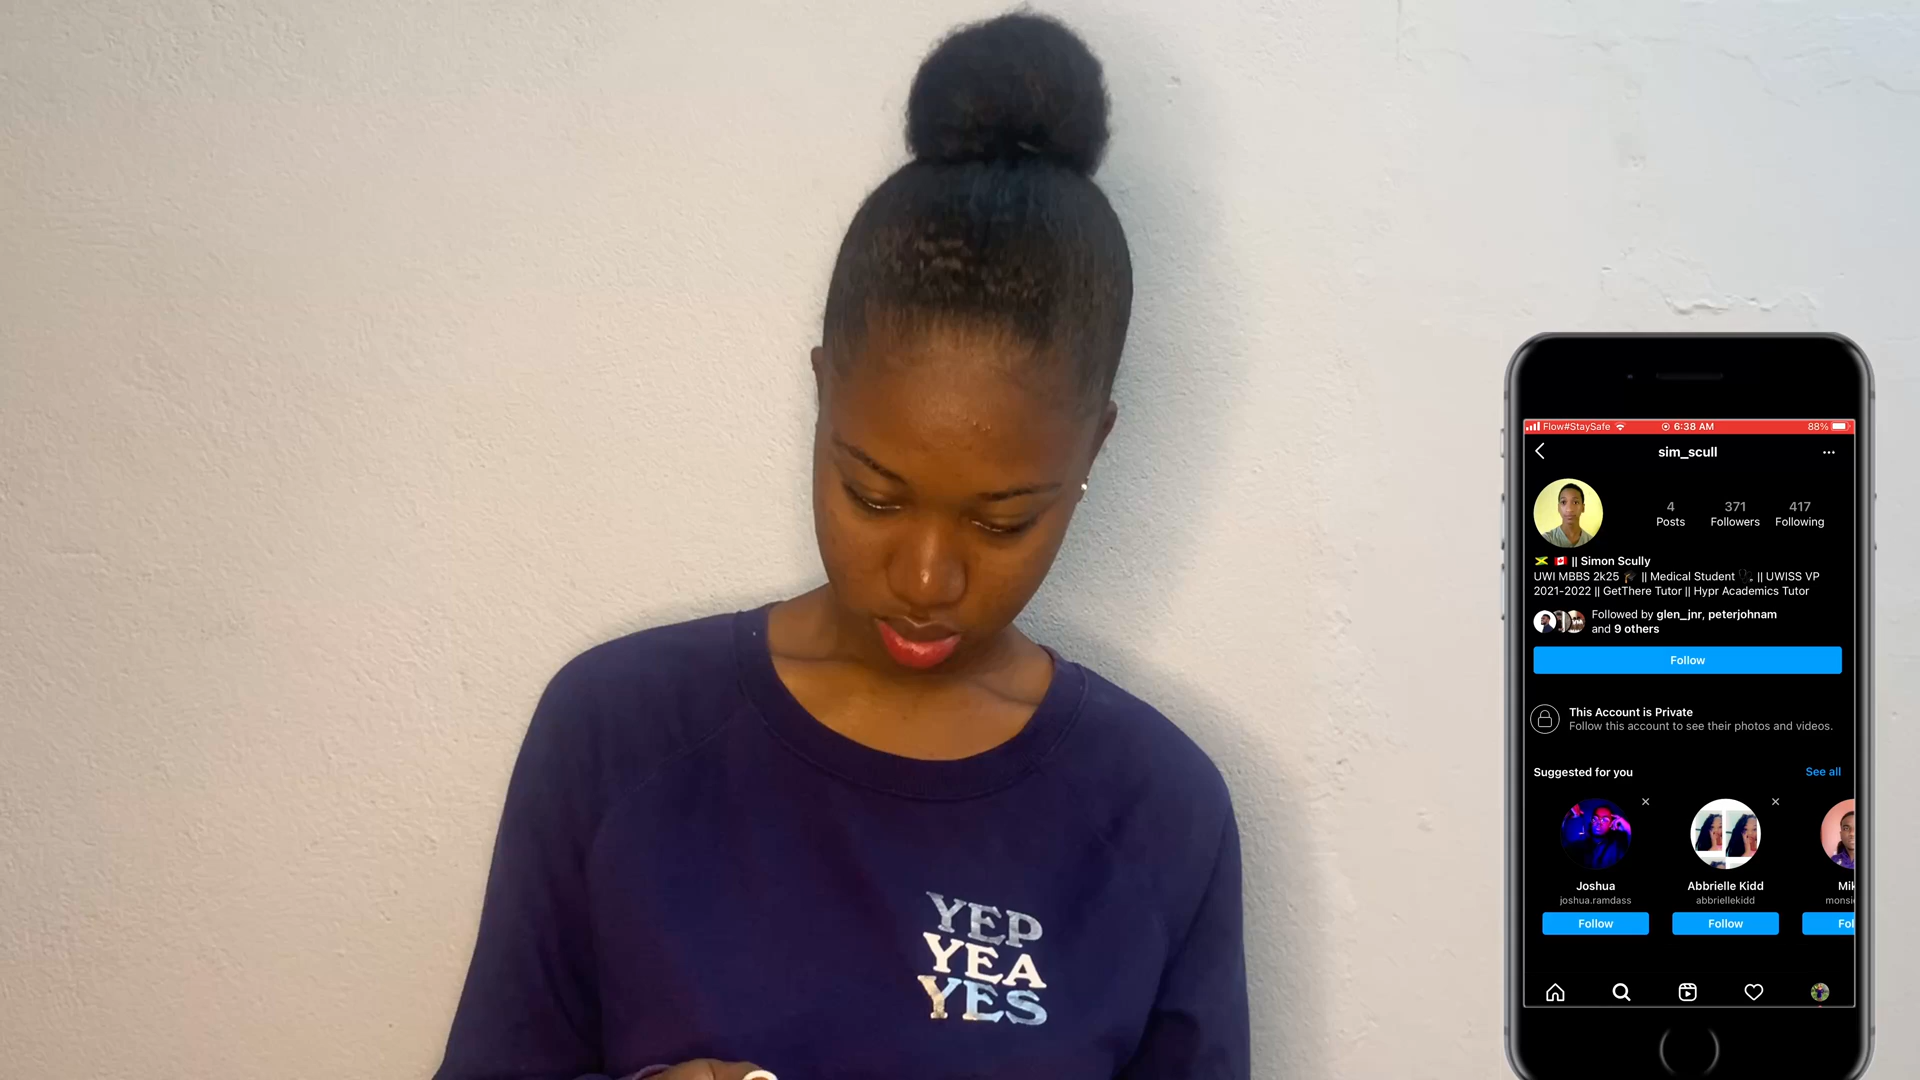 YEP
YEA
YES
Flow#StaySafe 6:38 AM 88%
sim_scull
4 371 417
Posts Followers Following
|| Simon Scully
UWI MBBS 2k25 || Medical Student || UWISS VP
2021-2022 || GetThere Tutor || Hypr Academics Tutor
Followed by glen_jnr, peterjohnam
and 9 others
Follow
This Account is Private
Follow this account to see their photos and videos.
Suggested for you See all
Joshua Abbrielle Kidd
joshua.ramdass abbriellekidd
Follow Follow